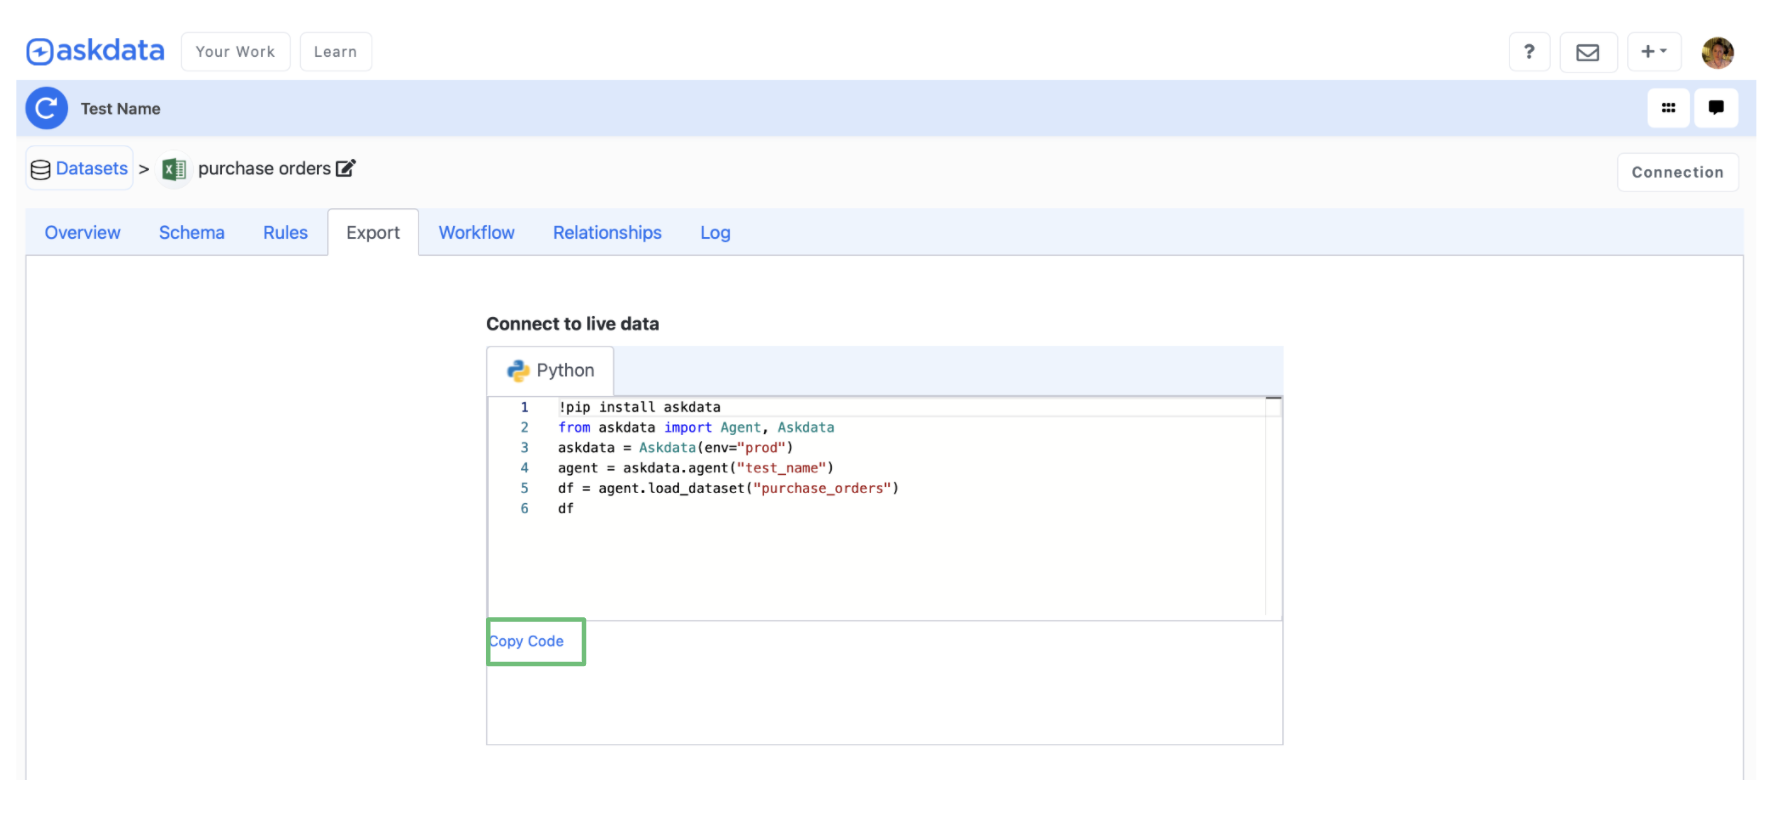 askdata Your Work Learn ? +
Test Name
Datasets > purchase orders Connection
Overview Schema Rules Export Workflow Relationships Log
Connect to live data
Python
1 !pip install askdata
2 from askdata import Agent, Askdata
3 askdata = Askdata(env="prod")
4 agent = askdata.agent("test_name")
5 df = agent.load_dataset("purchase_orders")
6 df
Copy Code